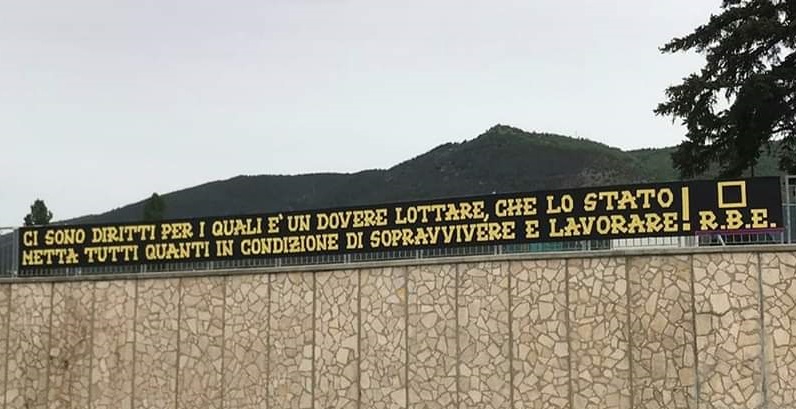 CI SONO DIRITTI PER I QUALI E' UN DOVERE LOTTARE, CHE LO STATO
METTA TUTTI QUANTI IN CONDIZIONE DI SOPRAVVIVERE E LAVORARE! R.B.E.